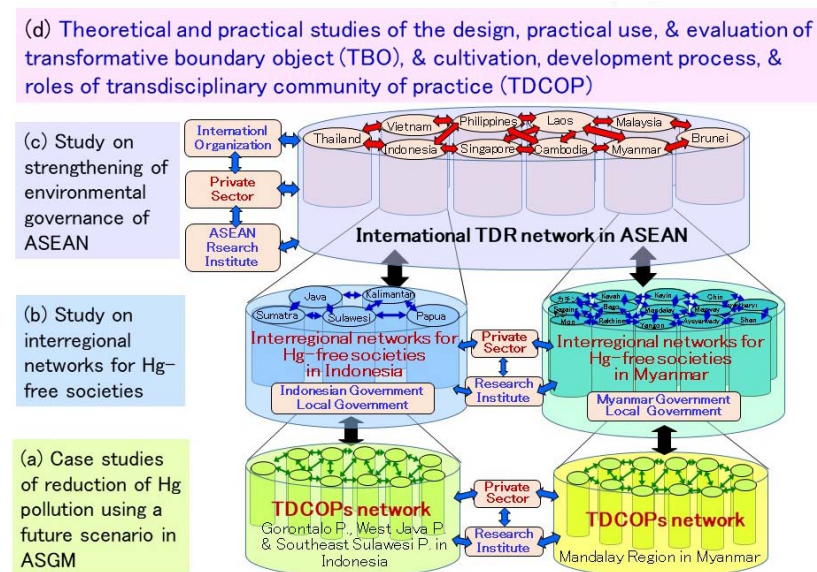 (d) Theoretical and practical studies of the design, practical use, & evaluation of
transformative boundary object (TBO), & cultivation, development process, &
roles of transdisciplinary community of practice (TDCOP)
(c) Study on
strengthening of
environmental
governance of
ASEAN
Internationl
Organization
Private
Sector
ASEAN
Rsearch
Institute
Thailand
Vietnam
Philippines
Laos
Malaysia
Brunei
Indonesia
Singapore
Cambodia
Myanmar
International TDR network in ASEAN
(b) Study on
interregional
networks for Hg-
free societies
Java
Kalimantan
Sumatra
Sulawesi
Papua
Interregional networks for
Hg-free societies
in Indonesia
Indonesian Government
Local Government
Private
Sector
Research
Institute
Kayah
Kayin
Chin
Sagaing
Bago
Magway
Mon
Rakhine
Yangon
Ayeyarwady
Shan
Interregional networks for
Hg-free societies
in Myanmar
Myanmar Government
Local Government
(a) Case studies
of reduction of Hg
pollution using a
future scenario in
ASGM
TDCOPs network
Gorontalo P., West Java P.
& Southeast Sulawesi P. in
Indonesia
Private
Sector
Research
Institute
TDCOPs network
Mandalay Region in Myanmar